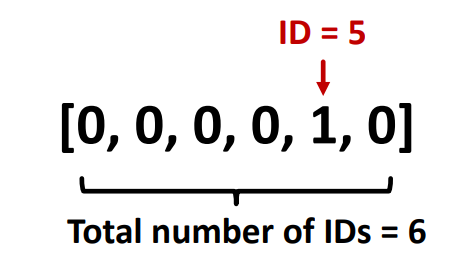 ID = 5
[0, 0, 0, 0, 1, 0]
Total number of IDs = 6